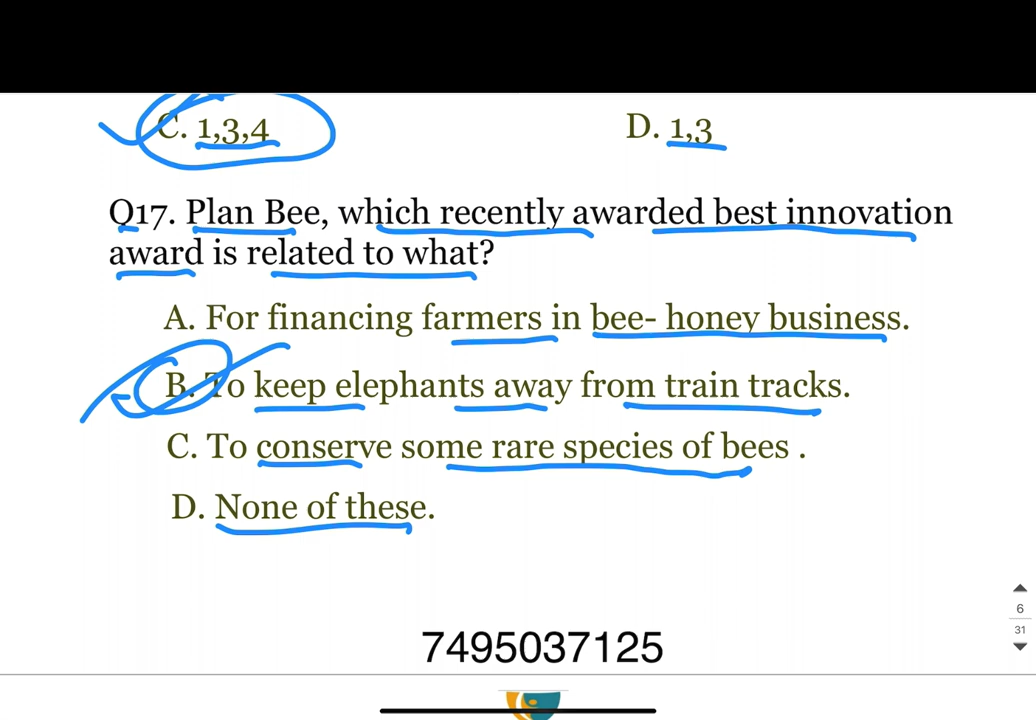 C. 1,3,4 D. 1,3
Q17. Plan Bee, which recently awarded best innovation
award is related to what?
A. For financing farmers in bee- honey business.
B. To keep elephants away from train tracks.
C. To conserve some rare species of bees .
D. None of these.
6
31
7495037125